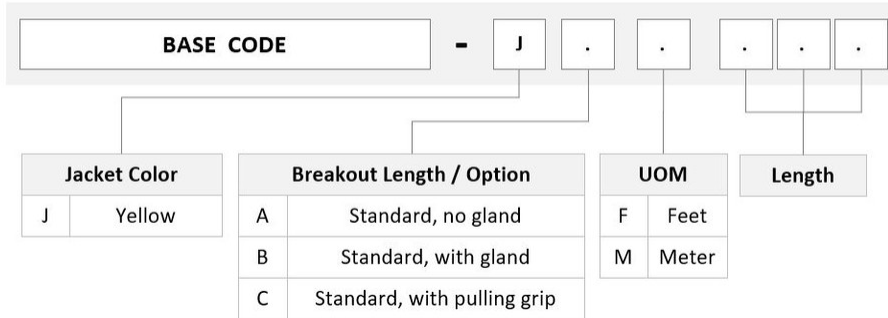 BASE CODE - J . . . . .
Jacket Color
J Yellow
Breakout Length / Option
A Standard, no gland
B Standard, with gland
C Standard, with pulling grip
UOM
F Feet
M Meter
Length